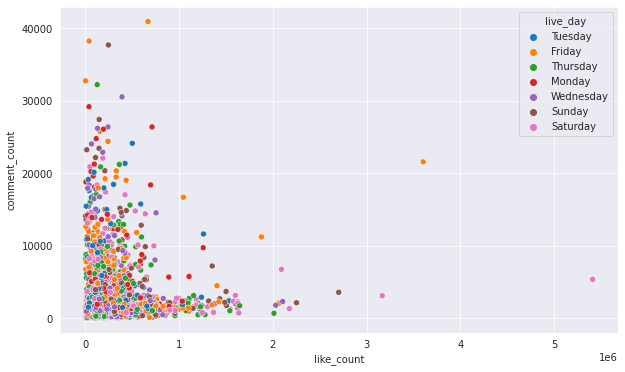 live_day
Tuesday
Friday
Thursday
Monday
Wednesday
Sunday
Saturday
40000
30000
20000
10000
0
comment_count
0
1
2
3
4
5
1e6
like_count